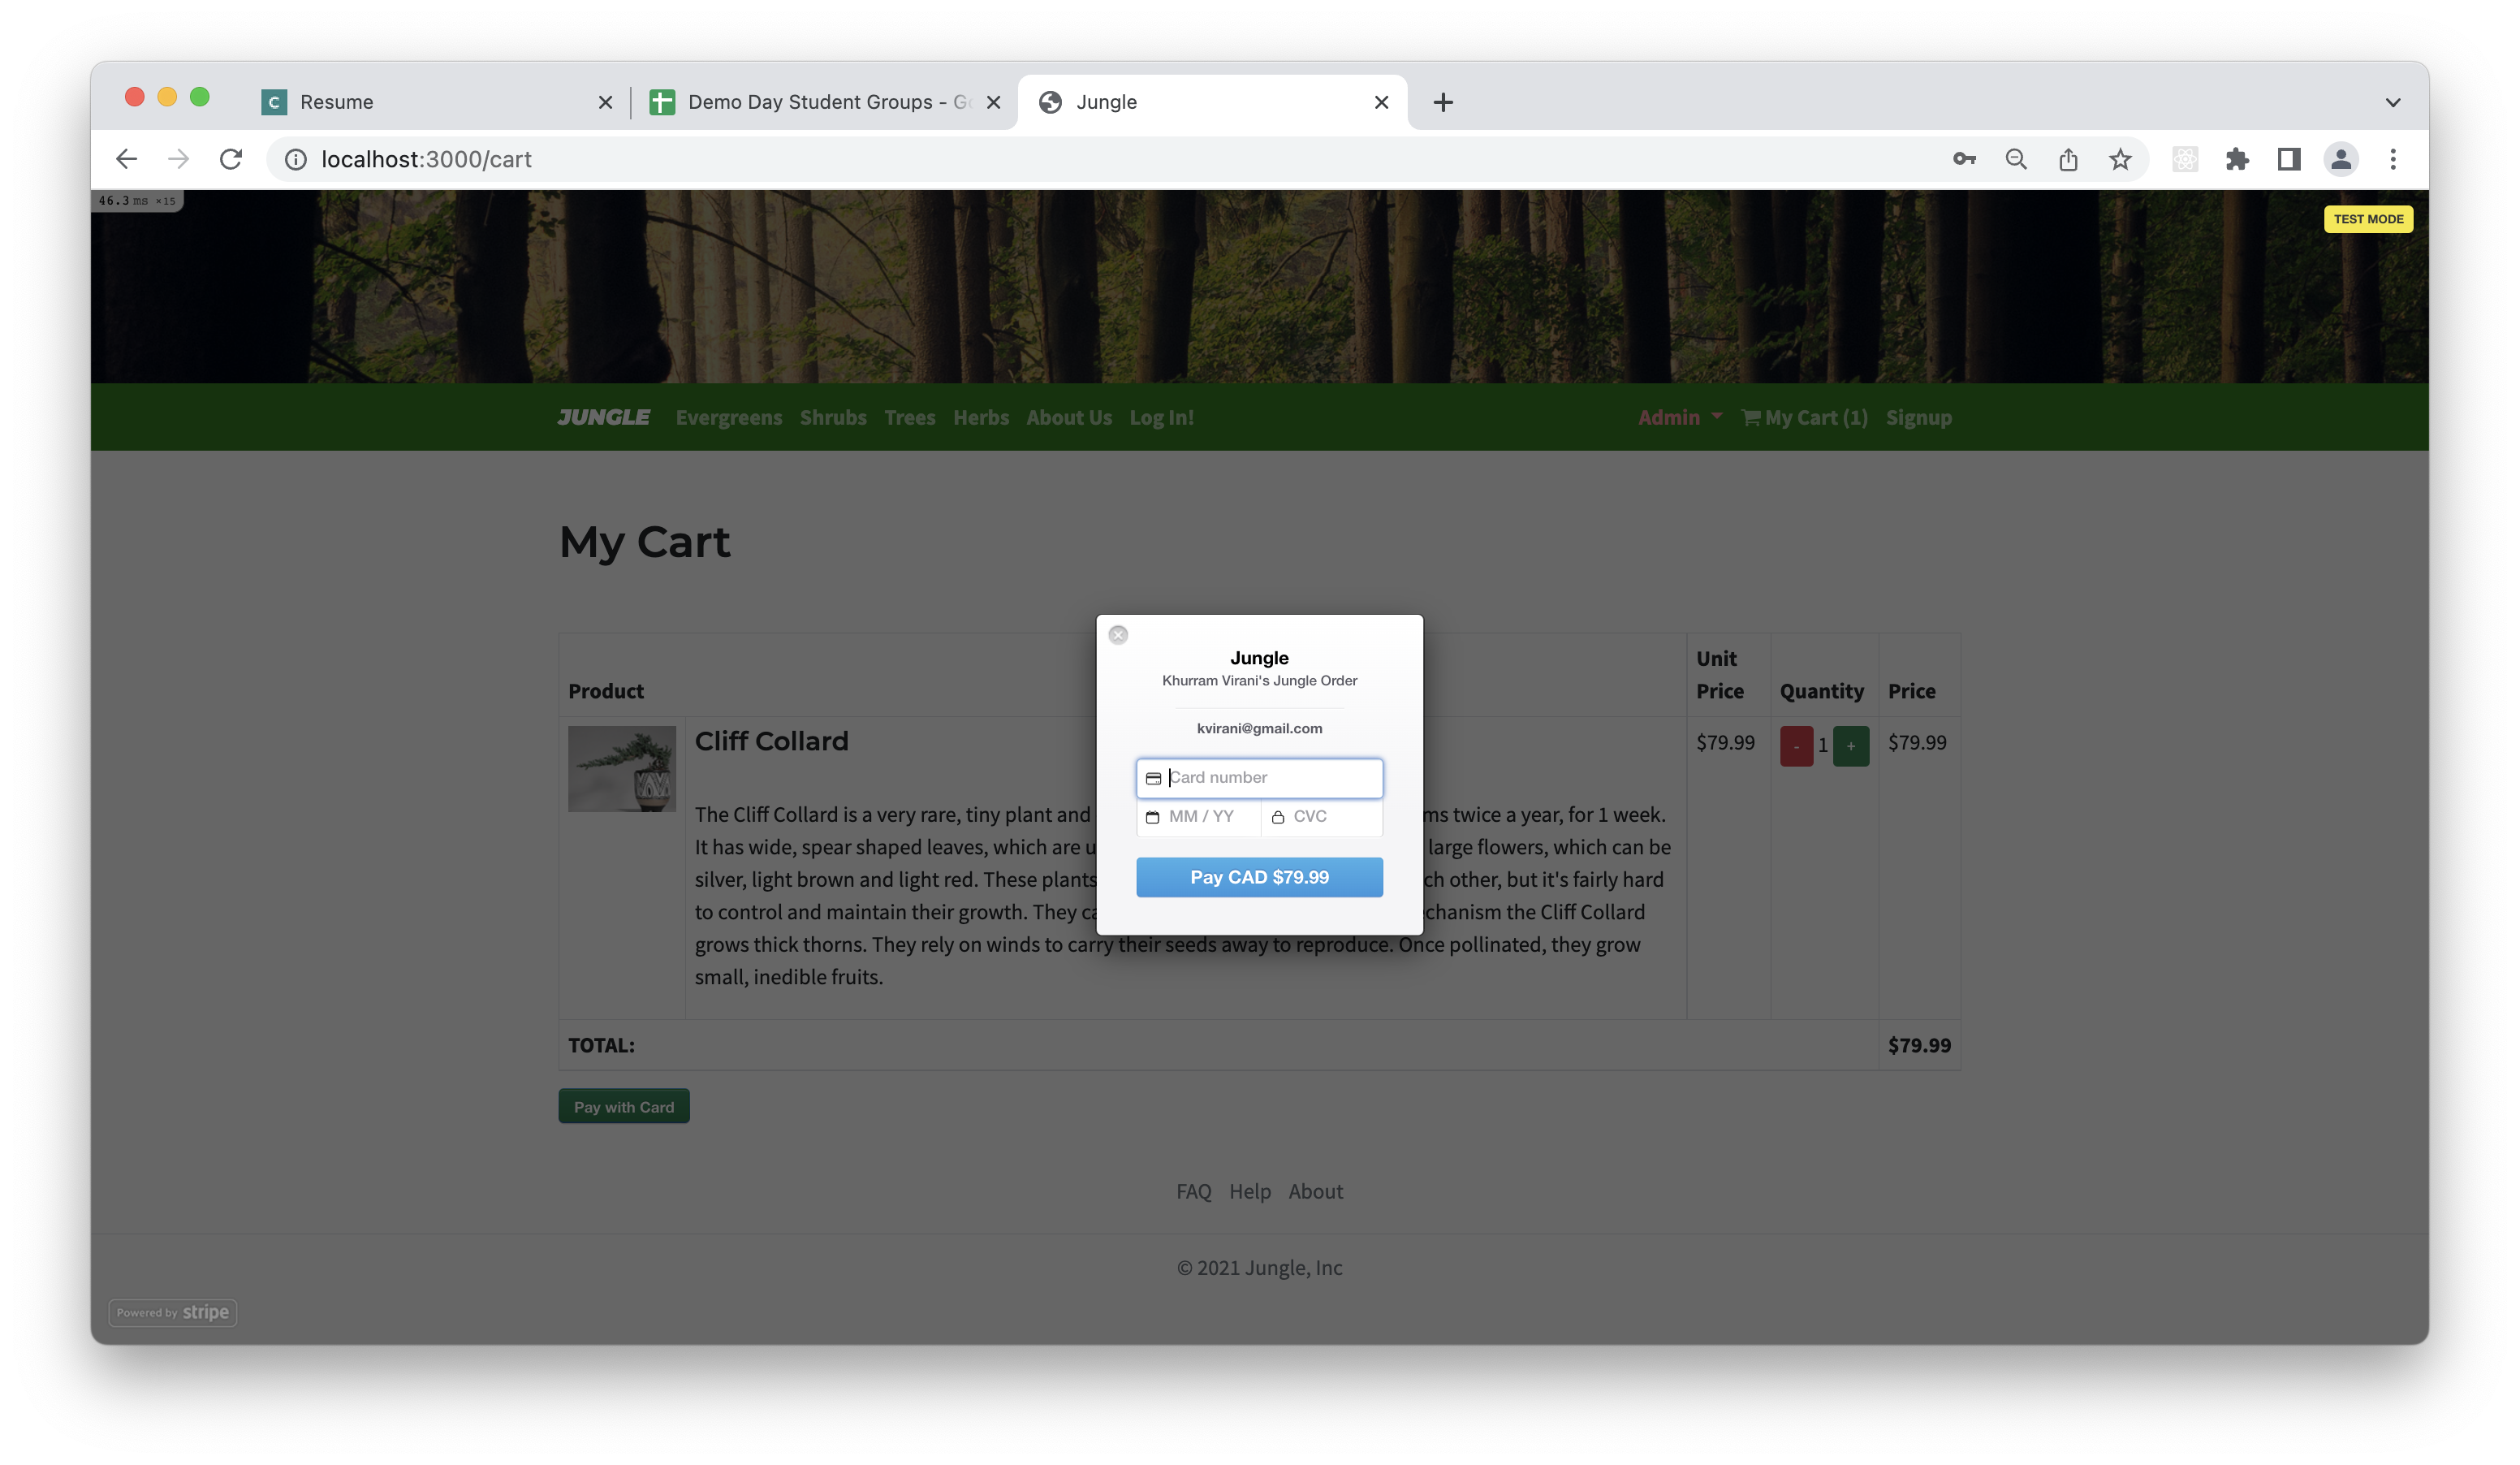 Resume
Demo Day Student Groups - Go
Jungle
localhost:3000/cart
46.3 ms ×15
TEST MODE
JUNGLE Evergreens Shrubs Trees Herbs About Us Log In! Admin My Cart (1) Signup
My Cart
Product
Unit Price
Quantity
Price
Cliff Collard
$79.99
- 1 +
$79.99
The Cliff Collard is a very rare, tiny plant and
ms twice a year, for 1 week.
It has wide, spear shaped leaves, which are u
large flowers, which can be
silver, light brown and light red. These plants
ch other, but it's fairly hard
to control and maintain their growth. They ca
chanism the Cliff Collard
grows thick thorns. They rely on winds to carry their seeds away to reproduce. Once pollinated, they grow
small, inedible fruits.
TOTAL:
$79.99
Pay with Card
Jungle
Khurram Virani's Jungle Order
kvirani@gmail.com
Card number
MM / YY
CVC
Pay CAD $79.99
FAQ Help About
© 2021 Jungle, Inc
Powered by stripe